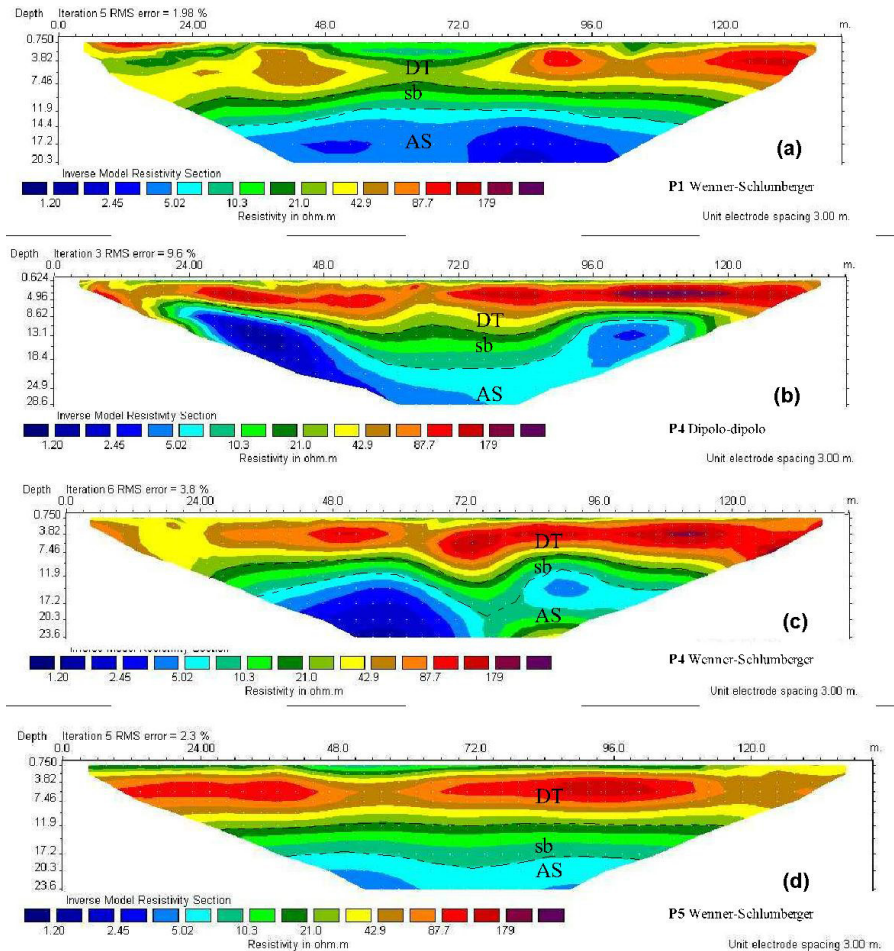 Depth Iteration 5 RMS error = 1.98 %
0.0 24.00 48.0 72.0 96.0 120.0 m.
0.750
3.82
7.46
11.9
14.4
17.2
20.3
DT
sb
AS
(a)
Inverse Model Resistivity Section
1.20 2.45 5.02 10.3 21.0 42.9 87.7 179
Resistivity in ohm.m
P1 Wenner-Schlumberger
Unit electrode spacing 3.00 m.
Depth Iteration 3 RMS error = 9.6 %
0.0 24.00 48.0 72.0 96.0 120.0 m.
0.624
4.96
8.62
13.1
18.4
24.9
28.6
DT
sb
AS
(b)
Inverse Model Resistivity Section
1.20 2.45 5.02 10.3 21.0 42.9 87.7 179
Resistivity in ohm.m
P4 Dipolo-dipolo
Unit electrode spacing 3.00 m.
Depth Iteration 6 RMS error = 3.8 %
0.0 24.00 48.0 72.0 96.0 120.0 m.
0.750
3.82
7.46
11.9
17.2
20.3
23.6
DT
sb
AS
(c)
Inverse Model Resistivity Section
1.20 2.45 5.02 10.3 21.0 42.9 87.7 179
Resistivity in ohm.m
P4 Wenner-Schlumberger
Unit electrode spacing 3.00 m.
Depth Iteration 5 RMS error = 2.3 %
0.0 24.00 48.0 72.0 96.0 120.0 m.
0.750
3.82
7.46
11.9
17.2
20.3
23.6
DT
sb
AS
(d)
Inverse Model Resistivity Section
1.20 2.45 5.02 10.3 21.0 42.9 87.7 179
Resistivity in ohm.m
P5 Wenner-Schlumberger
Unit electrode spacing 3.00 m.